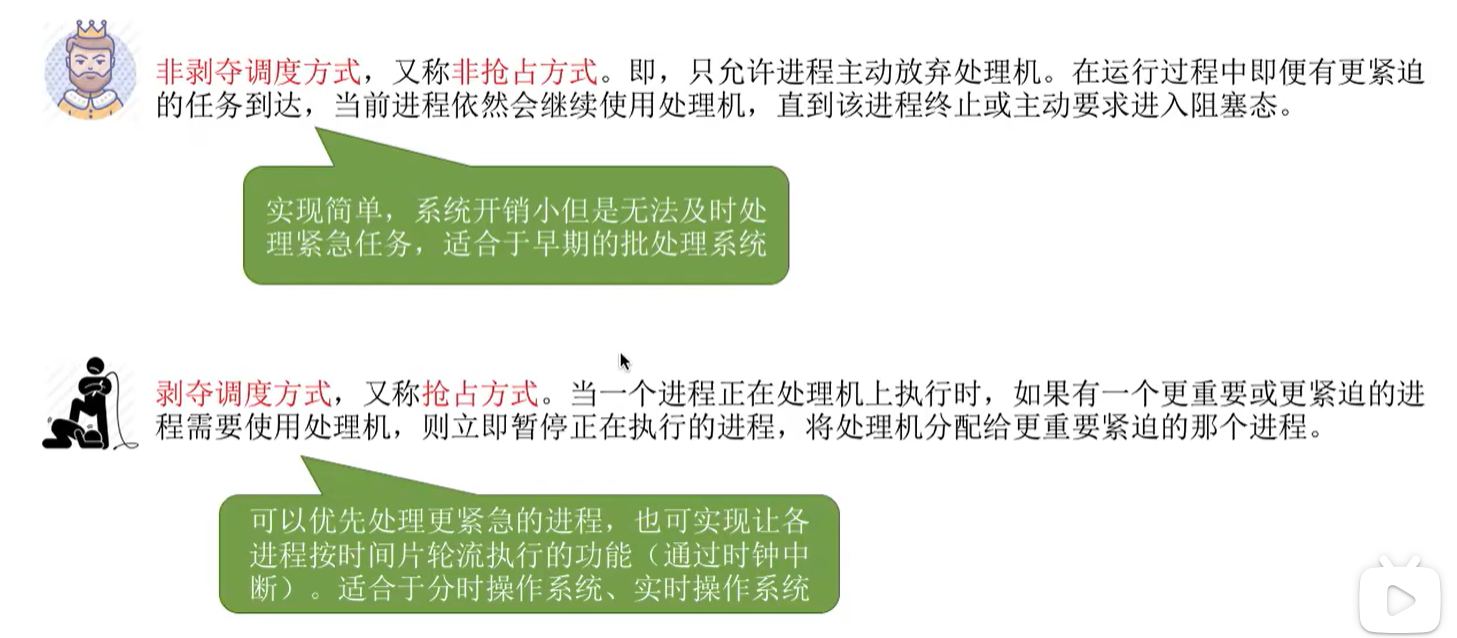 非剥夺调度方式，又称非抢占方式。即，只允许进程主动放弃处理机。在运行过程中即便有更紧迫
的任务到达，当前进程依然会继续使用处理机，直到该进程终止或主动要求进入阻塞态。
实现简单，系统开销小但是无法及时处
理紧急任务，适合于早期的批处理系统
剥夺调度方式，又称抢占方式。当一个进程正在处理机上执行时，如果有一个更重要或更紧迫的进
程需要使用处理机，则立即暂停正在执行的进程，将处理机分配给更重要紧迫的那个进程。
可以优先处理更紧急的进程，也可实现让各
进程按时间片轮流执行的功能（通过时钟中
断）。适合于分时操作系统、实时操作系统